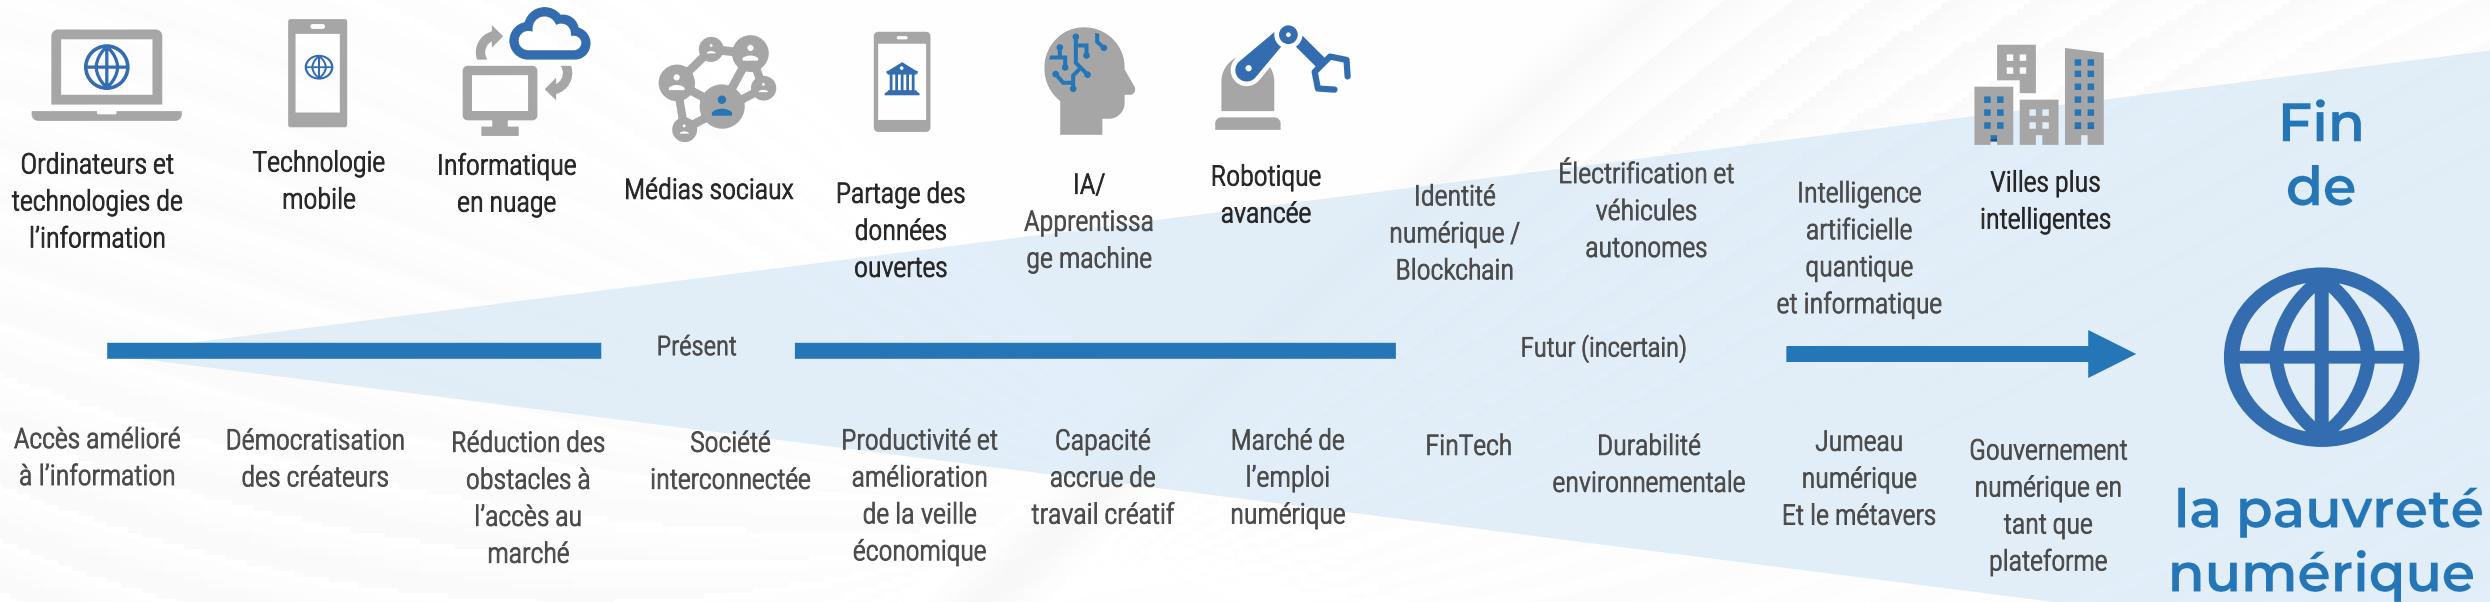 Ordinateurs et
technologies de
l'information
Technologie
mobile
Informatique
en nuage
Médias sociaux
Partage des
données
ouvertes
IA/
Apprentissa
ge machine
Robotique
avancée
Identité
numérique /
Blockchain
Électrification et
véhicules
autonomes
Intelligence
artificielle
quantique
et informatique
Villes plus
intelligentes
Présent
Futur (incertain)
Accès amélioré
à l'information
Démocratisation
des créateurs
Réduction des
obstacles à
l'accès au
marché
Société
interconnectée
Productivité et
amélioration
de la veille
économique
Capacité
accrue de
travail créatif
Marché de
l'emploi
numérique
FinTech
Durabilité
environnementale
Jumeau
numérique
Et le métavers
Gouvernement
numérique en
tant que
plateforme
Fin
de
la pauvreté
numérique